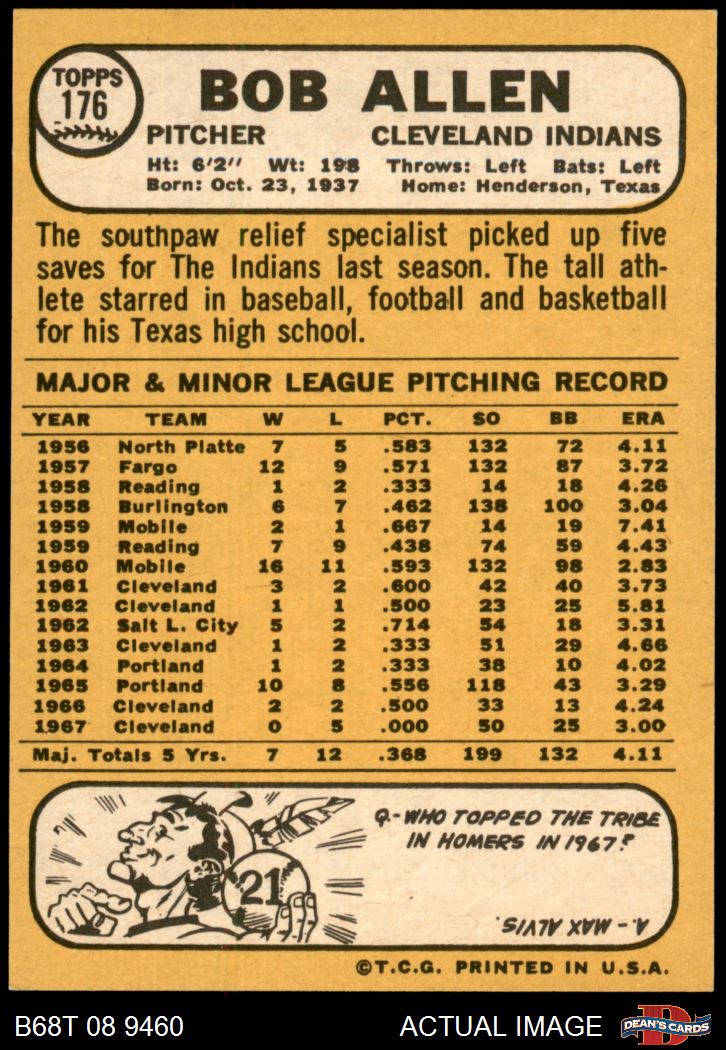 TOPPS
176
BOB ALLEN
PITCHER CLEVELAND INDIANS
Ht: 6'2" Wt: 198 Throws: Left Bats: Left
Born: Oct. 23, 1937 Home: Henderson, Texas
The southpaw relief specialist picked up five
saves for The Indians last season. The tall ath-
lete starred in baseball, football and basketball
for his Texas high school.
MAJOR & MINOR LEAGUE PITCHING RECORD
YEAR TEAM W L PCT. SO BB ERA
1956 North Platte 7 5 .583 132 72 4.11
1957 Fargo 12 9 .571 132 87 3.72
1958 Reading 1 2 .333 14 18 4.26
1958 Burlington 6 7 .462 138 100 3.04
1959 Mobile 2 1 .667 14 19 7.41
1959 Reading 7 9 .438 74 59 4.43
1960 Mobile 16 11 .593 132 98 2.83
1961 Cleveland 3 2 .600 42 40 3.73
1962 Cleveland 1 1 .500 23 25 5.81
1962 Salt L. City 5 2 .714 54 18 3.31
1963 Cleveland 1 2 .333 51 29 4.66
1964 Portland 1 2 .333 38 10 4.02
1965 Portland 10 8 .556 118 43 3.29
1966 Cleveland 2 2 .500 33 13 4.24
1967 Cleveland 0 5 .000 50 25 3.00
Maj. Totals 5 Yrs. 7 12 .368 199 132 4.11
21
Q-WHO TOPPED THE TRIBE
IN HOMERS IN 1967?
A. MAX ALVIS.
©T.C.G. PRINTED IN U.S.A.
B68T 08 9460 ACTUAL IMAGE
D
DEAN'S CARDS